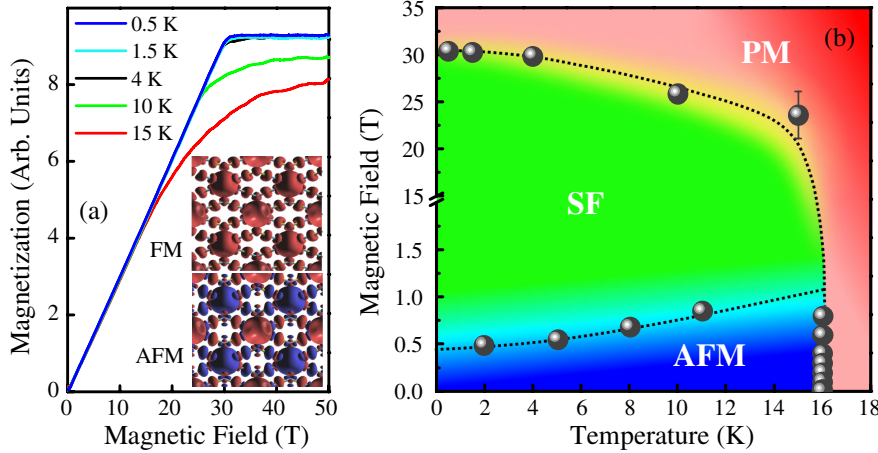 0.5 K
1.5 K
4 K
10 K
15 K
(a)
FM
AFM
0
2
4
6
8
0
10
20
30
40
50
Magnetization (Arb. Units)
Magnetic Field (T)
PM
(b)
SF
AFM
35
30
25
20
15
1.5
1.0
0.5
0.0
2
4
6
8
10
12
14
16
18
Magnetic Field (T)
Temperature (K)